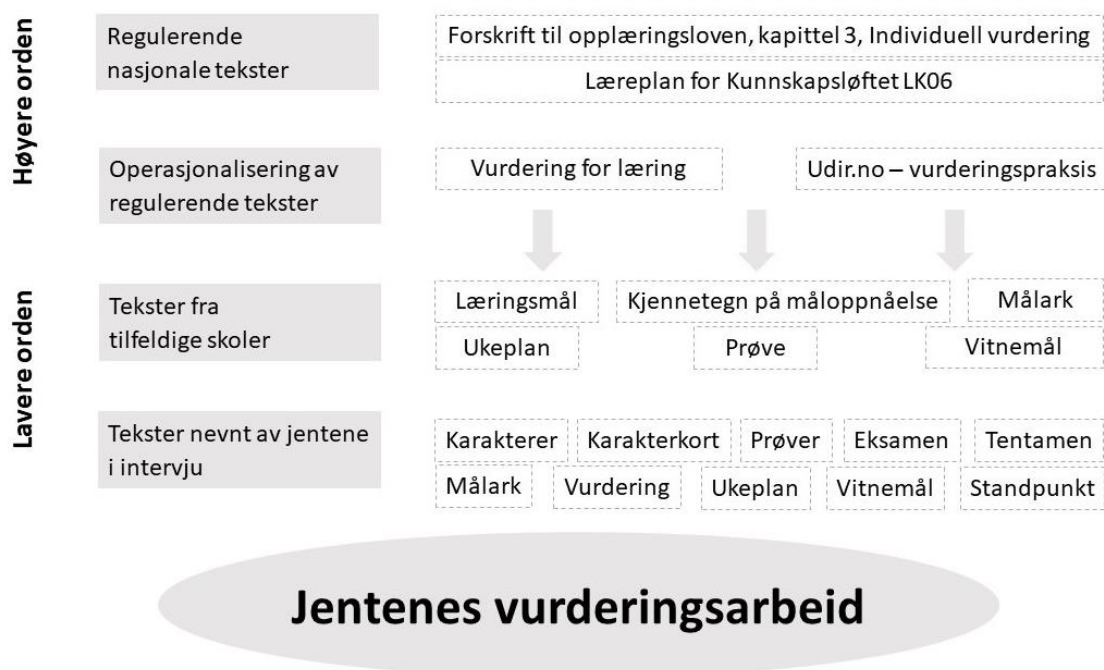 Høyere orden
Regulerende
nasjonale tekster
Forskrift til opplæringsloven, kapittel 3, Individuell vurdering
Læreplan for Kunnskapsløftet LK06
Operasjonalisering av
regulerende tekster
Vurdering for læring
Udir.no – vurderingspraksis
Lavere orden
Tekster fra
tilfeldige skoler
Læringsmål
Kjennetegn på måloppnåelse
Målark
Ukeplan
Prøve
Vitnemål
Tekster nevnt av jentene
i intervju
Karakterer
Karakterkort
Prøver
Eksamen
Tentamen
Målark
Vurdering
Ukeplan
Vitnemål
Standpunkt
Jentenes vurderingsarbeid